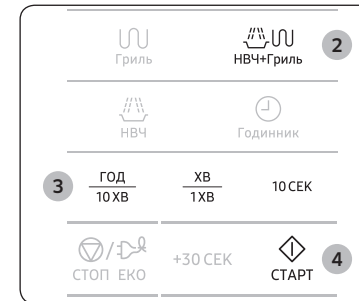 2
Гриль НВЧ+Гриль
НВЧ Годинник
3 ГОД ХВ 10 СЕК
10 ХВ 1 ХВ
4
СТОП ЕКО +30 СЕК СТАРТ